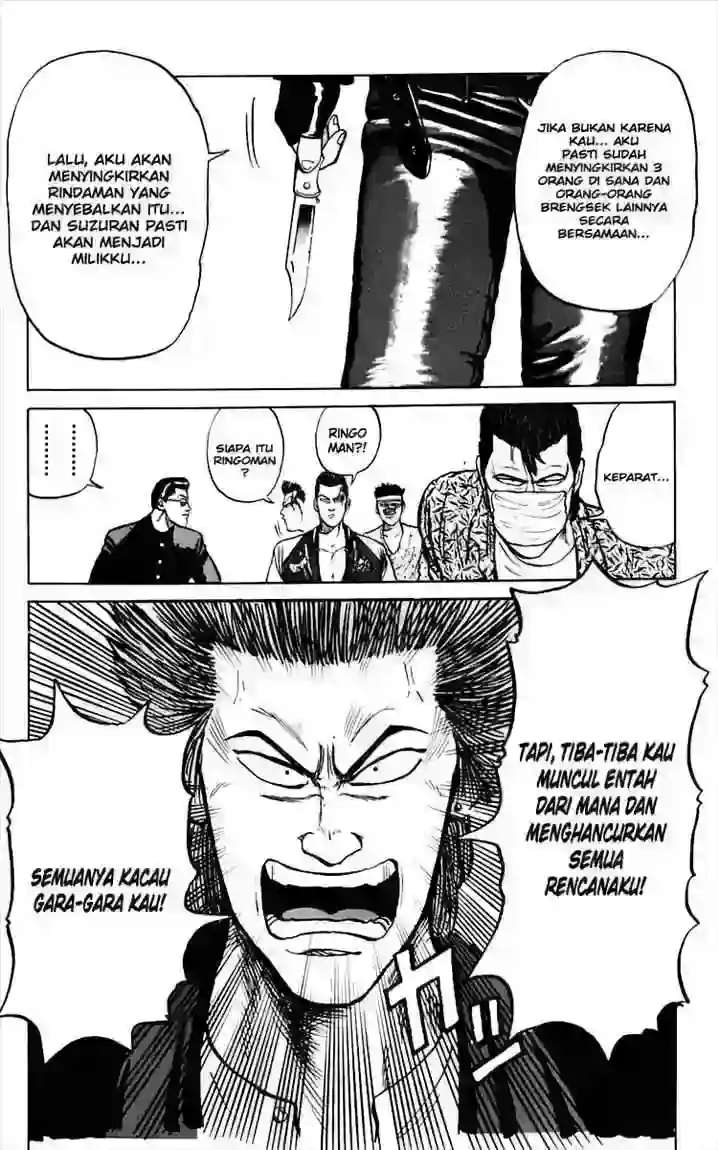 JIKA BUKAN KARENA
KAU... AKU
PASTI SUDAH
MENYINGKIRKAN 3
ORANG DI SANA DAN
ORANG-ORANG
BRENGSEK LAINNYA
SECARA
BERSAMAAN...
LALU, AKU AKAN
MENYINGKIRKAN
RINDAMAN YANG
MENYEBALKAN ITU...
DAN SUZURAN PASTI
AKAN MENJADI
MILIKKU...
KEPARAT...
RINGO
MAN?!
SIAPA ITU
RINGOMAN
?
......
......
TAPI, TIBA-TIBA KAU
MUNCUL ENTAH
DARI MANA DAN
MENGHANCURKAN
SEMUA
RENCANAKU!
SEMUANYA KACAU
GARA-GARA KAU!
カッ